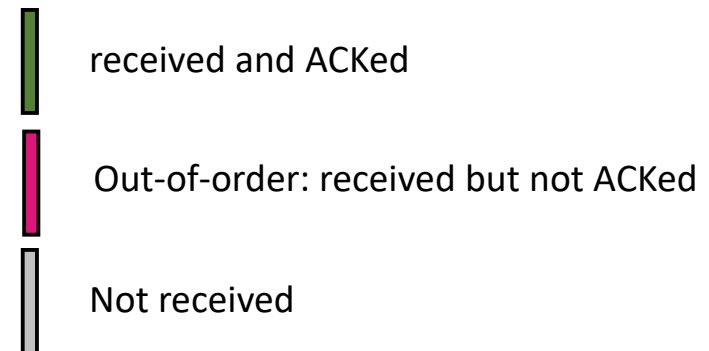 received and ACKed
Out-of-order: received but not ACKed
Not received